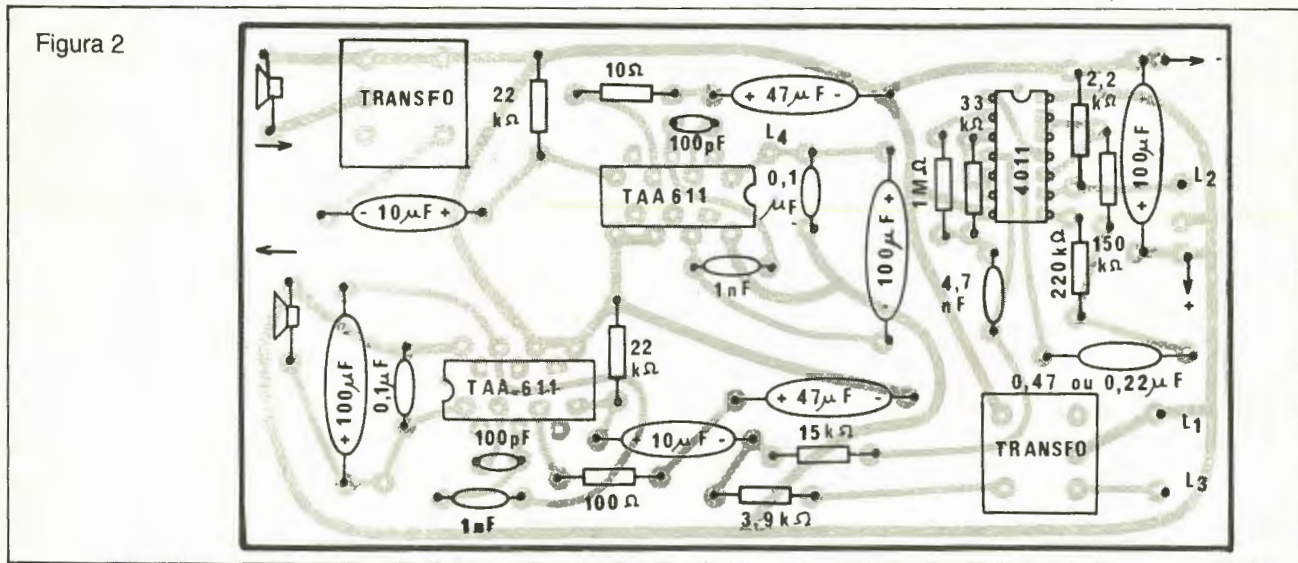 Figura 2
TRANSFO
22
kΩ
10Ω
+ 47µF -
100pF
L4
TAA611
0,1
µF
- 10µF +
1nF
100µF +
-
1MΩ
33
kΩ
4011
2,2
kΩ
+ 100µF
-
L2
220kΩ
150
kΩ
+
4,7
nF
0,47 ou 0,22µF
+ 100µF
0,1µF
TAA-611
22
kΩ
100pF
+ 47µF -
+ 10µF -
15kΩ
TRANSFO
L1
L3
1nF
100Ω
3,9kΩ